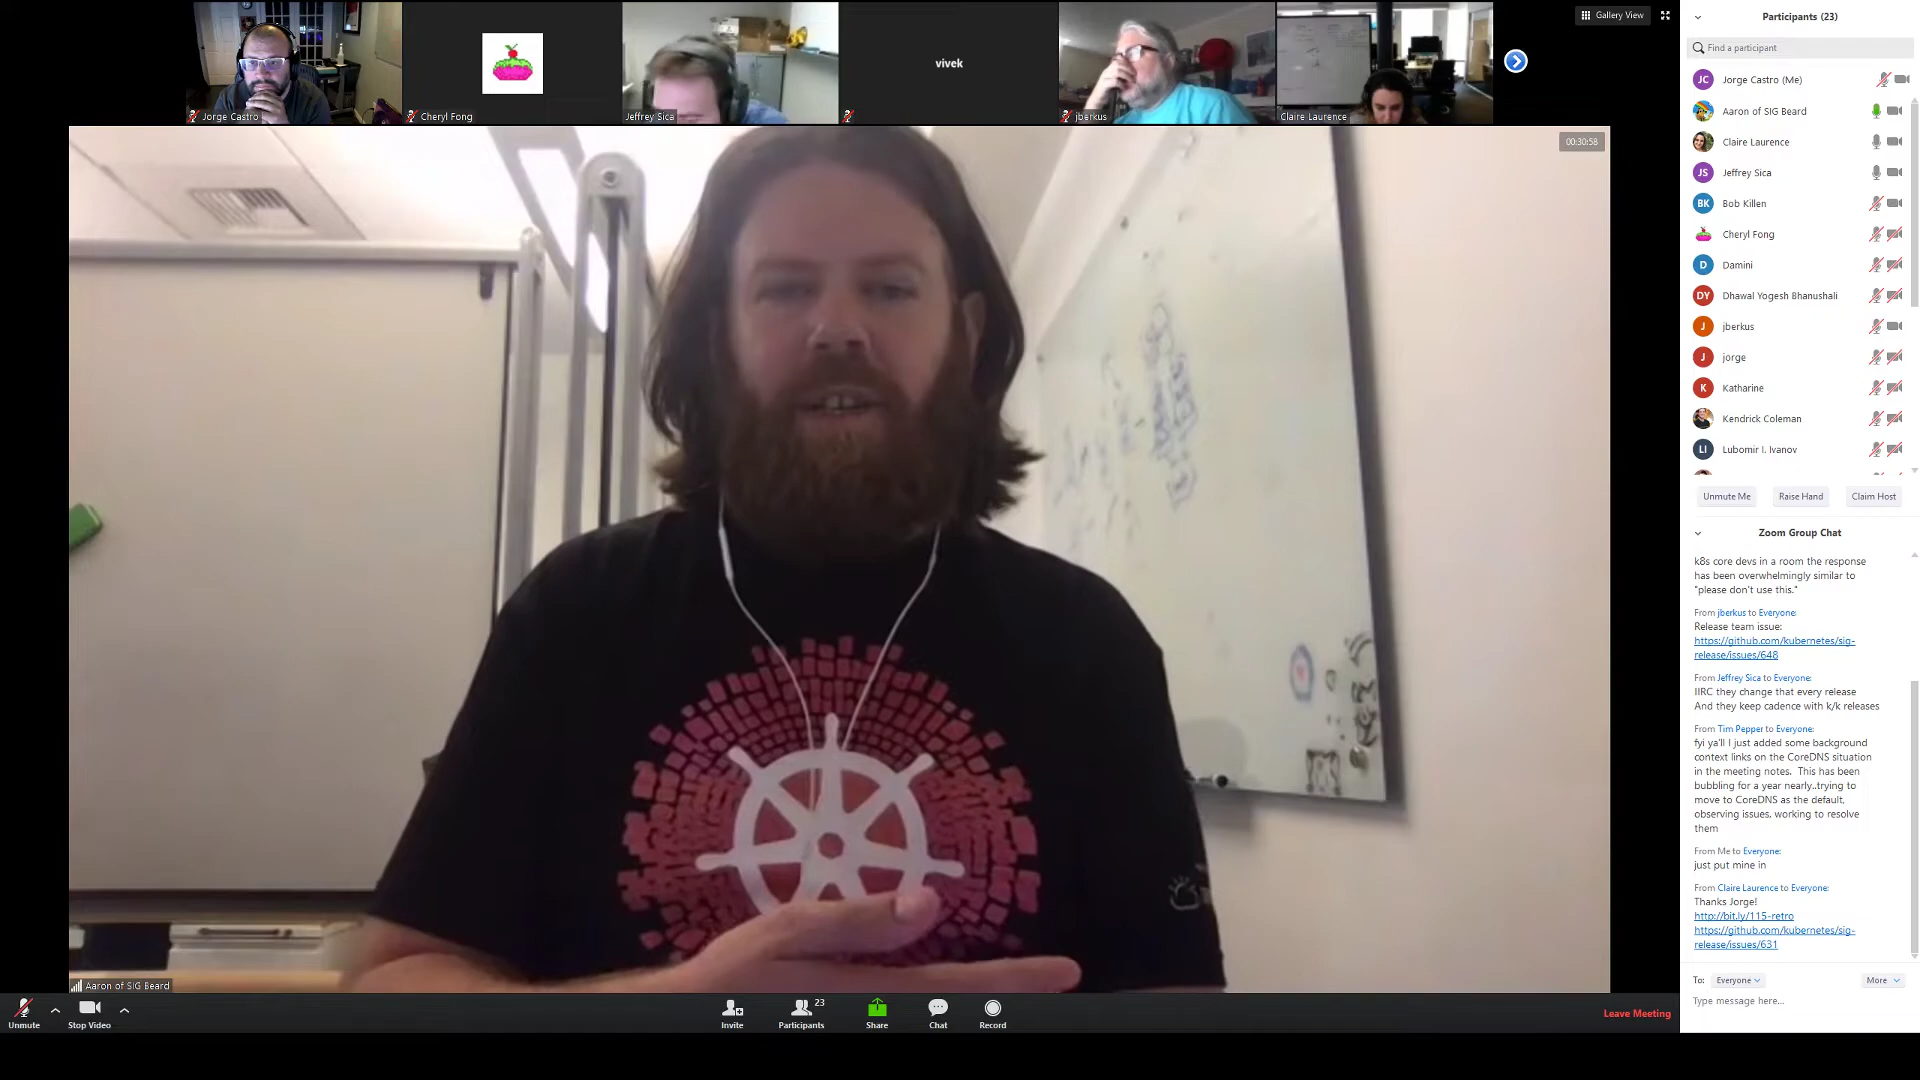 Gallery View
Jorge Castro
Cheryl Fong
Jeffrey Sica
vivek
jberkus
Claire Laurence
00:30:58
Aaron of SIG Beard
Unmute
Stop Video
Invite
23
Participants
Share
Chat
Record
Leave Meeting
Participants (23)
Find a participant
JC Jorge Castro (Me)
Aaron of SIG Beard
Claire Laurence
JS Jeffrey Sica
BK Bob Killen
Cheryl Fong
D Damini
DY Dhawal Yogesh Bhanushali
J jberkus
J jorge
K Katharine
Kendrick Coleman
LI Lubomir I. Ivanov
Unmute Me Raise Hand Claim Host
Zoom Group Chat
k8s core devs in a room the response
has been overwhelmingly similar to
"please don't use this."
From jberkus to Everyone:
Release team issue:
https://github.com/kubernetes/sig-
release/issues/648
From Jeffrey Sica to Everyone:
IIRC they change that every release
And they keep cadence with k/k releases
From Tim Pepper to Everyone:
fyi ya'll I just added some background
context links on the CoreDNS situation
in the meeting notes. This has been
bubbling for a year nearly..trying to
move to CoreDNS as the default,
observing issues, working to resolve
them
From Me to Everyone:
just put mine in
From Claire Laurence to Everyone:
Thanks Jorge!
http://bit.ly/115-retro
https://github.com/kubernetes/sig-
release/issues/631
To: Everyone More
Type message here...